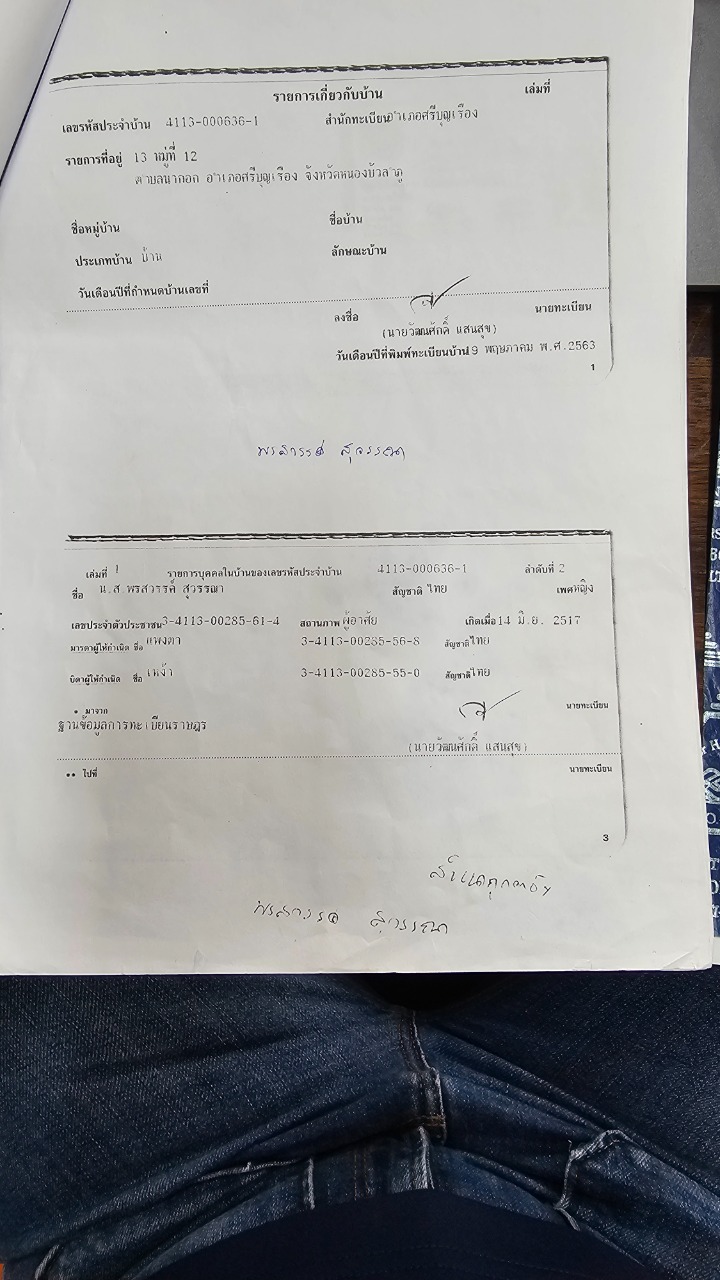 รายการเกี่ยวกับบ้าน เล่มที่
เลขรหัสประจำบ้าน 4113-000636-1 สำนักทะเบียน อำเภอศรีบุญเรือง
รายการที่อยู่ 13 หมู่ที่ 12
ตำบลนากอก อำเภอศรีบุญเรือง จังหวัดหนองบัวลำภู
ชื่อหมู่บ้าน ชื่อบ้าน
ประเภทบ้าน บ้าน ลักษณะบ้าน
วันเดือนปีที่กำหนดบ้านเลขที่
ลงชื่อ นายทะเบียน
(นายวัฒนศักดิ์ แสนสุข)
วันเดือนปีที่พิมพ์ทะเบียนบ้าน 19 พฤษภาคม พ.ศ.2563
1
พรสวรรค์ สุวรรณา
เล่มที่ 1 รายการบุคคลในบ้านของเลขรหัสประจำบ้าน 4113-000636-1 ลำดับที่ 2
ชื่อ น.ส.พรสวรรค์ สุวรรณา สัญชาติ ไทย เพศ หญิง
เลขประจำตัวประชาชน 3-4113-00285-61-4 สถานภาพ ผู้อาศัย เกิดเมื่อ 14 มิ.ย. 2517
มารดาผู้ให้กำเนิด ชื่อ แพงตา 3-4113-00285-56-8 สัญชาติ ไทย
บิดาผู้ให้กำเนิด ชื่อ เหง้า 3-4113-00285-55-0 สัญชาติ ไทย
* มาจาก นายทะเบียน
ฐานข้อมูลการทะเบียนราษฎร
(นายวัฒนศักดิ์ แสนสุข)
** ไปที่ นายทะเบียน
3
สำเนาถูกต้อง
พรสวรรค์ สุวรรณา